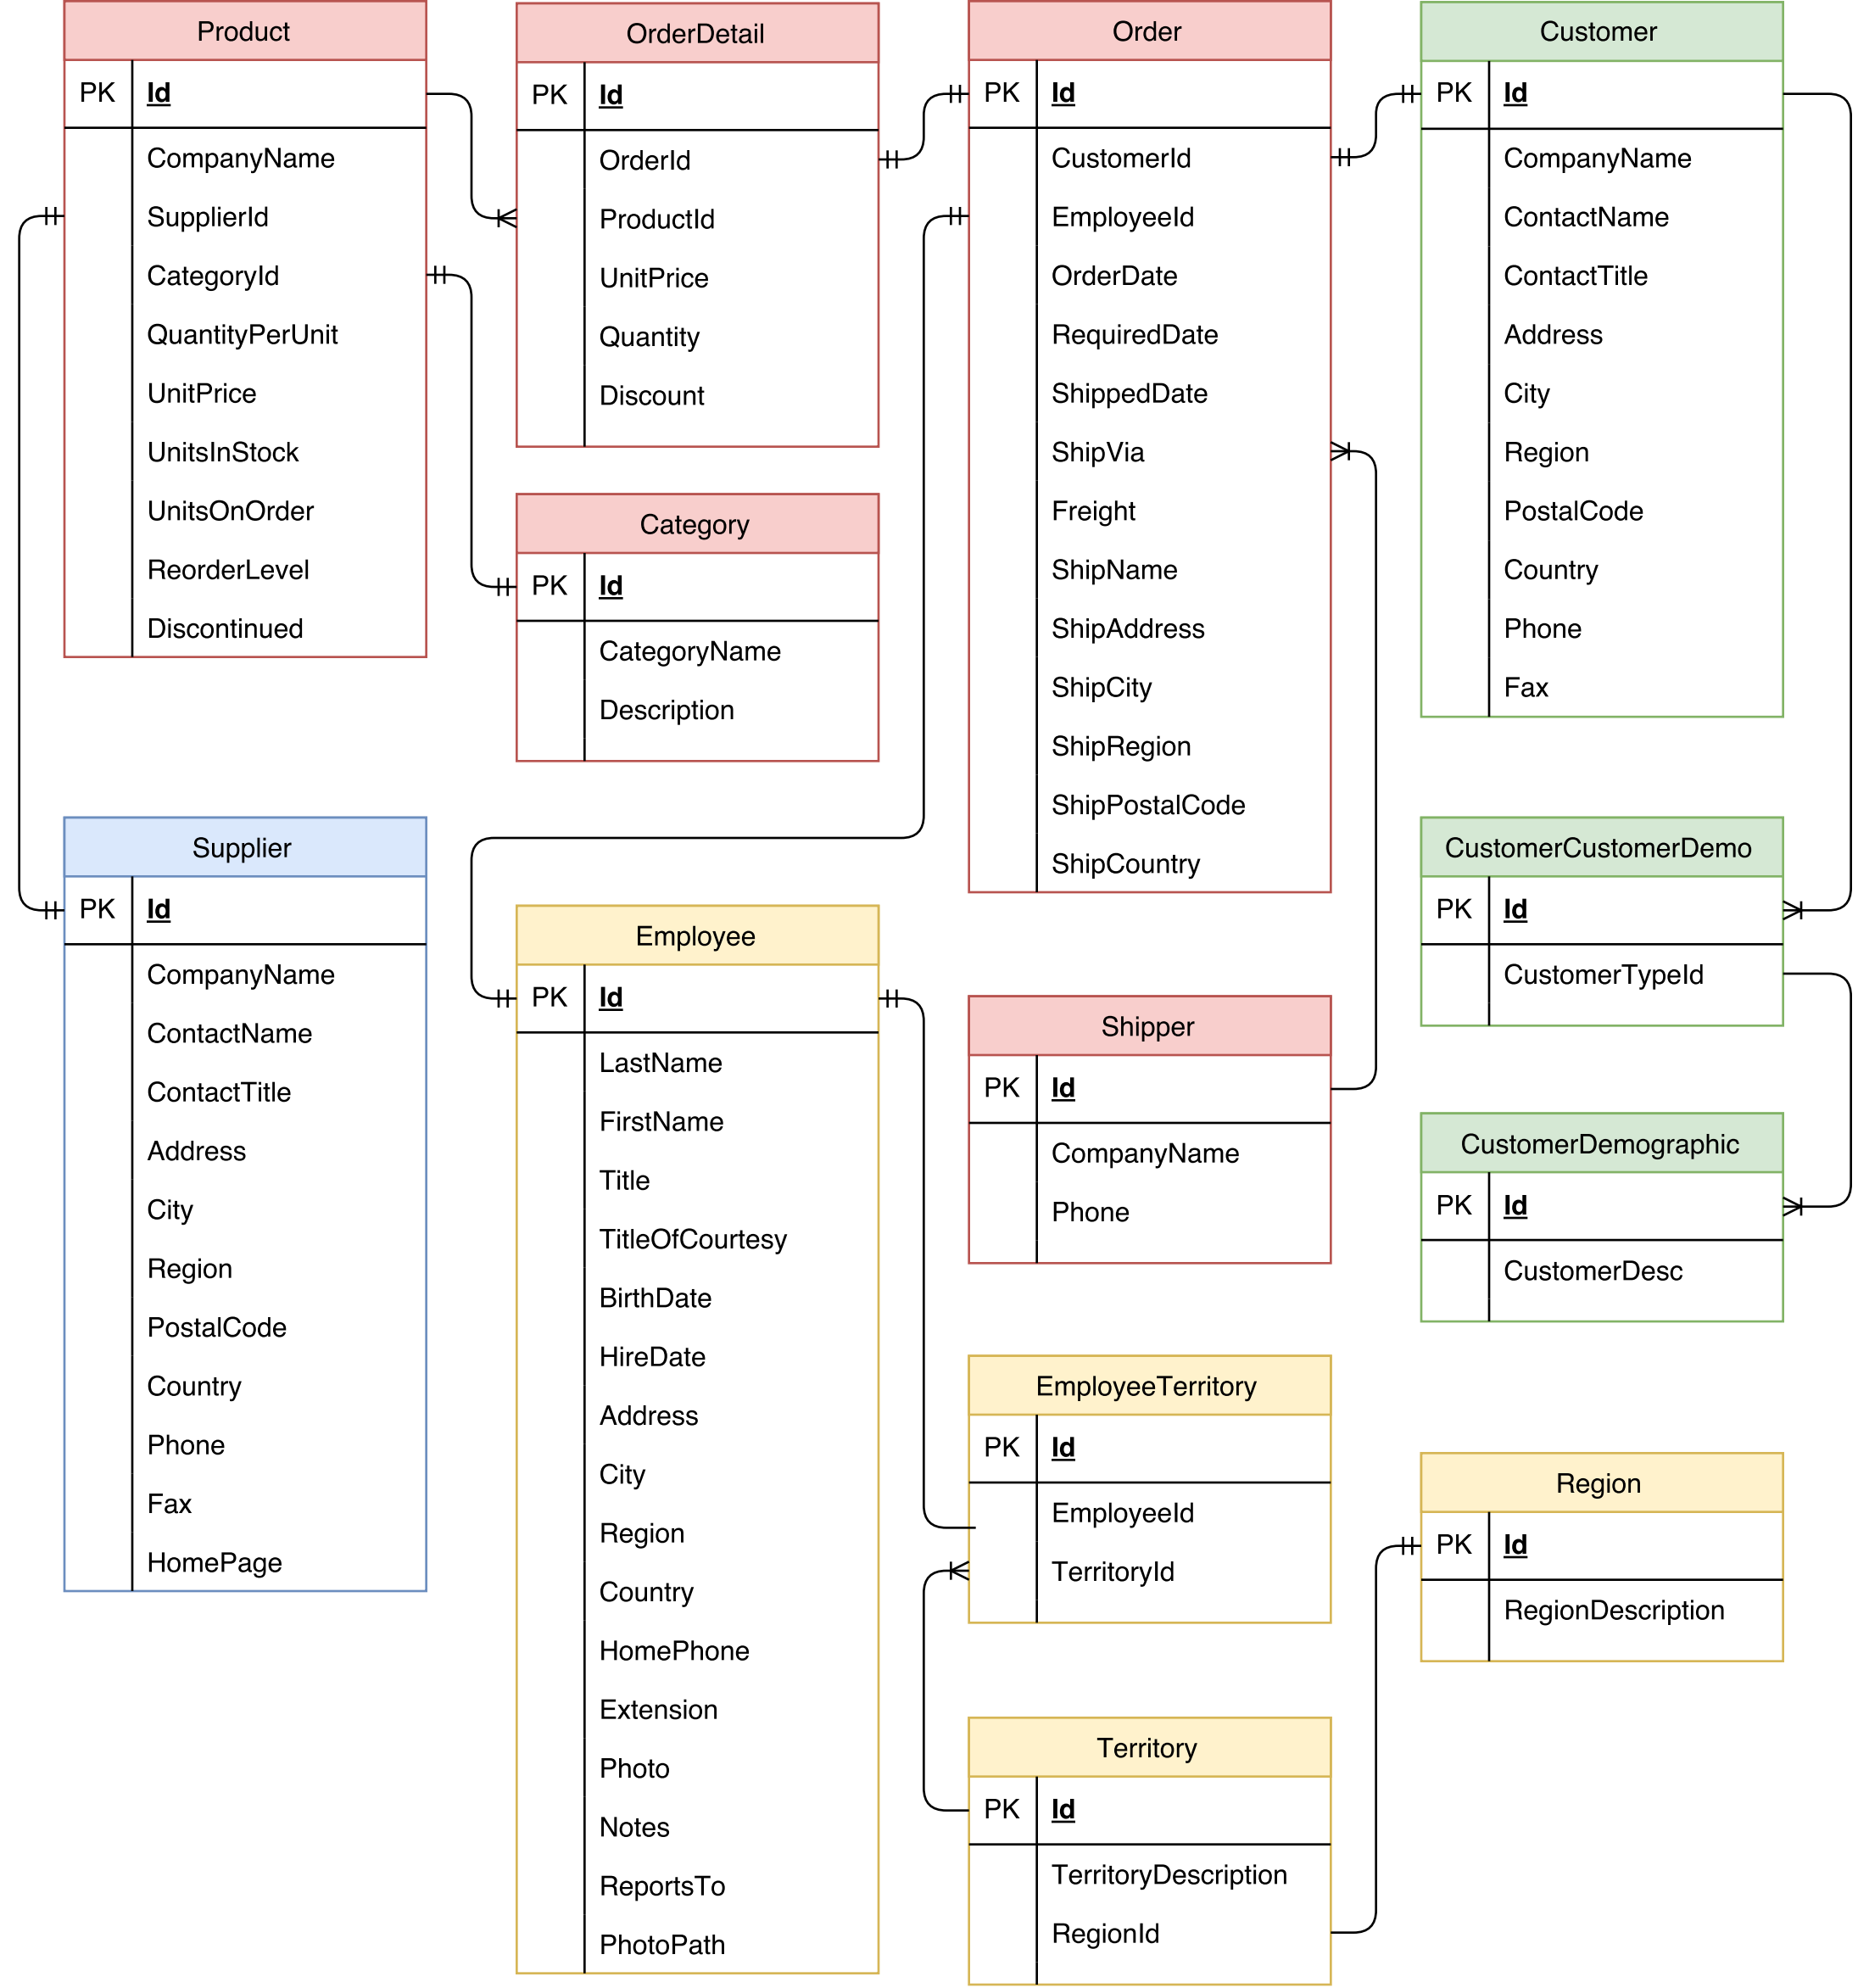 Product
PK Id
CompanyName
SupplierId
CategoryId
QuantityPerUnit
UnitPrice
UnitsInStock
UnitsOnOrder
ReorderLevel
Discontinued
OrderDetail
PK Id
OrderId
ProductId
UnitPrice
Quantity
Discount
Category
PK Id
CategoryName
Description
Order
PK Id
CustomerId
EmployeeId
OrderDate
RequiredDate
ShippedDate
ShipVia
Freight
ShipName
ShipAddress
ShipCity
ShipRegion
ShipPostalCode
ShipCountry
Customer
PK Id
CompanyName
ContactName
ContactTitle
Address
City
Region
PostalCode
Country
Phone
Fax
Supplier
PK Id
CompanyName
ContactName
ContactTitle
Address
City
Region
PostalCode
Country
Phone
Fax
HomePage
Employee
PK Id
LastName
FirstName
Title
TitleOfCourtesy
BirthDate
HireDate
Address
City
Region
Country
HomePhone
Extension
Photo
Notes
ReportsTo
PhotoPath
Shipper
PK Id
CompanyName
Phone
CustomerCustomerDemo
PK Id
CustomerTypeId
CustomerDemographic
PK Id
CustomerDesc
EmployeeTerritory
PK Id
EmployeeId
TerritoryId
Region
PK Id
RegionDescription
Territory
PK Id
TerritoryDescription
RegionId